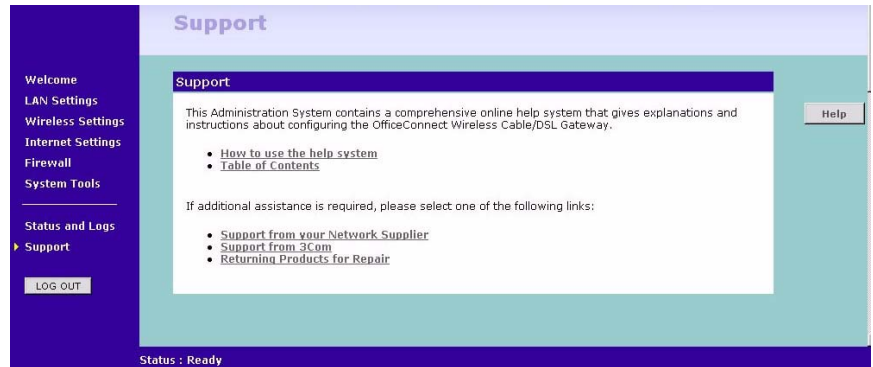 Support
Welcome
LAN Settings
Wireless Settings
Internet Settings
Firewall
System Tools
Status and Logs
Support
LOG OUT
Support
This Administration System contains a comprehensive online help system that gives explanations and
instructions about configuring the OfficeConnect Wireless Cable/DSL Gateway.
How to use the help system
Table of Contents
If additional assistance is required, please select one of the following links:
Support from your Network Supplier
Support from 3Com
Returning Products for Repair
Help
Status : Ready